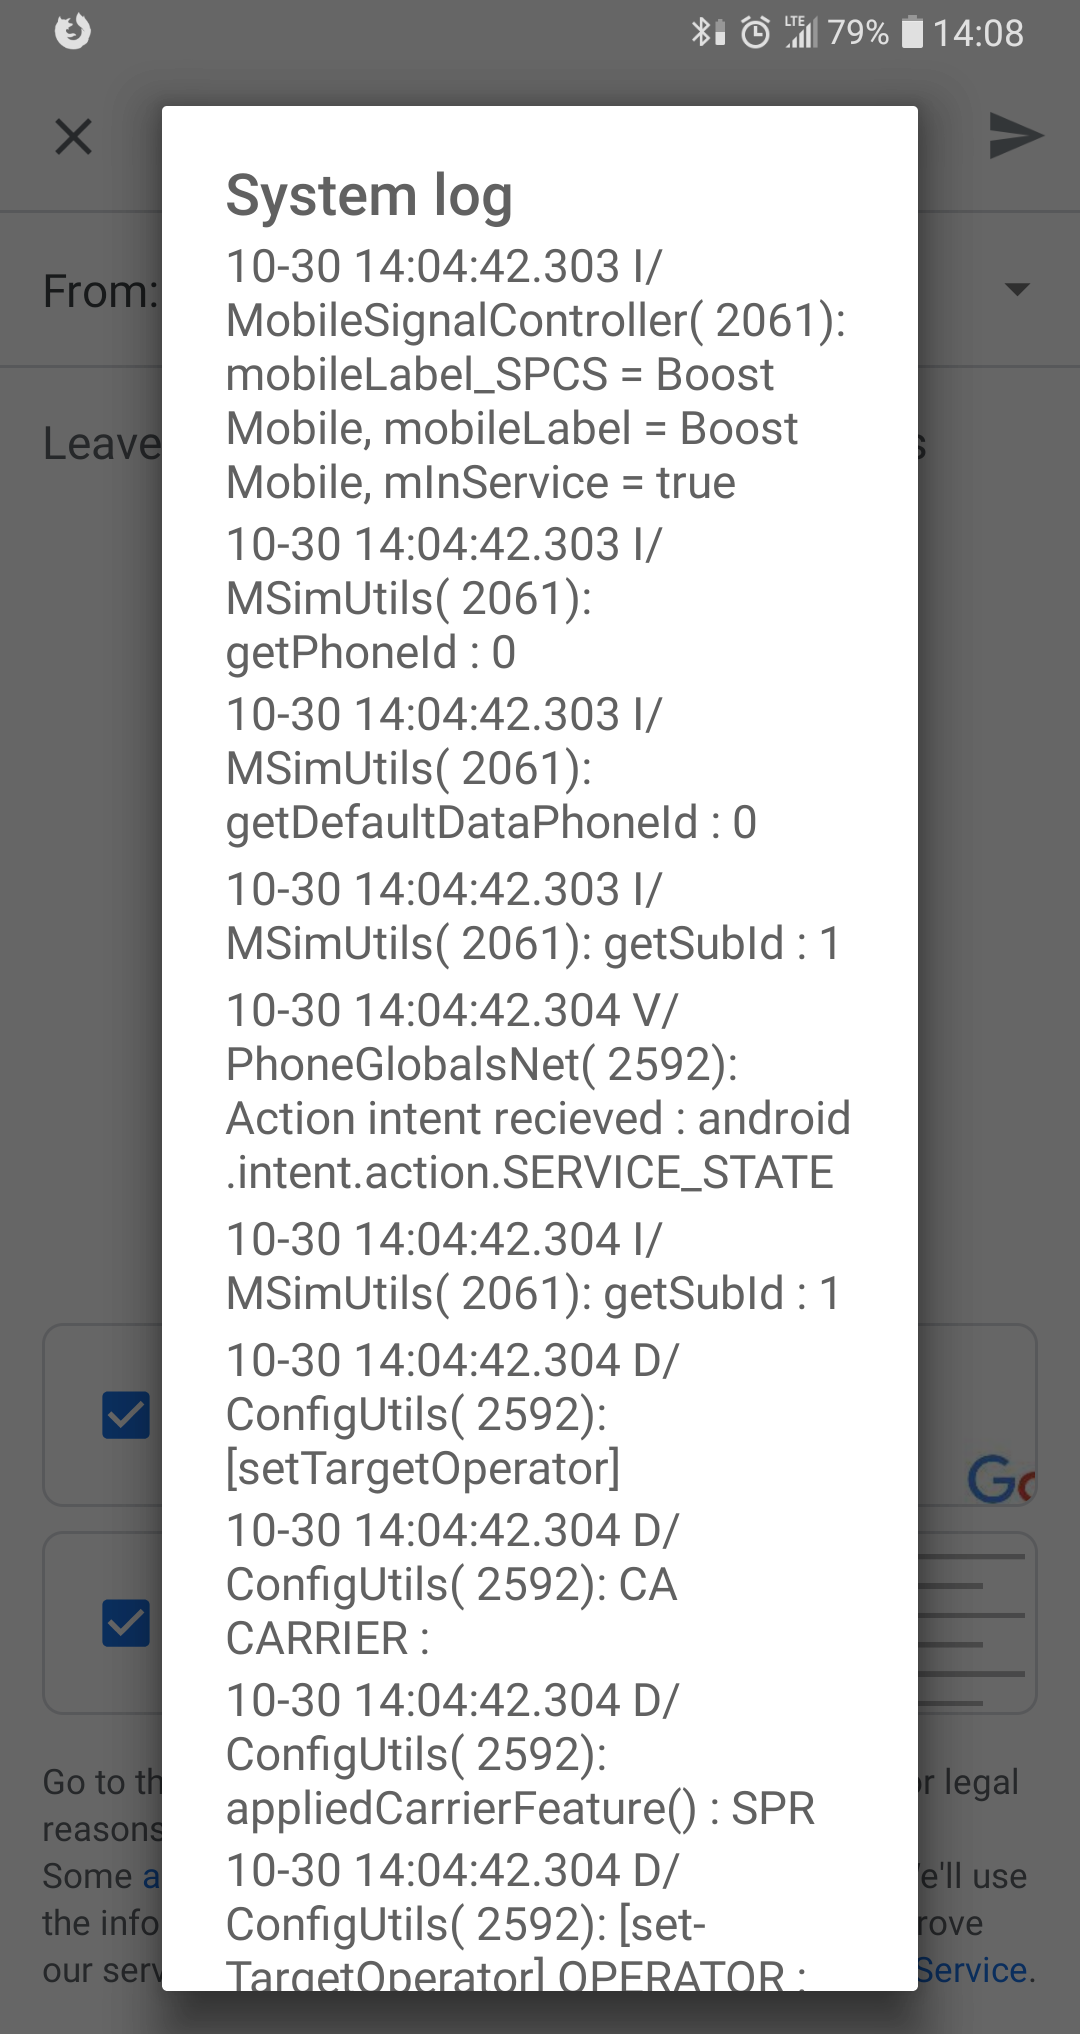 LTE 79% 14:08
System log
From:
Leave
10-30 14:04:42.303 I/
MobileSignalController( 2061):
mobileLabel_SPCS = Boost
Mobile, mobileLabel = Boost
Mobile, mInService = true
10-30 14:04:42.303 I/
MSimUtils( 2061):
getPhoneId : 0
10-30 14:04:42.303 I/
MSimUtils( 2061):
getDefaultDataPhoneId : 0
10-30 14:04:42.303 I/
MSimUtils( 2061): getSubId : 1
10-30 14:04:42.304 V/
PhoneGlobalsNet( 2592):
Action intent recieved : android
.intent.action.SERVICE_STATE
10-30 14:04:42.304 I/
MSimUtils( 2061): getSubId : 1
10-30 14:04:42.304 D/
ConfigUtils( 2592):
[setTargetOperator]
10-30 14:04:42.304 D/
ConfigUtils( 2592): CA
CARRIER :
10-30 14:04:42.304 D/
ConfigUtils( 2592):
appliedCarrierFeature() : SPR
10-30 14:04:42.304 D/
ConfigUtils( 2592): [set-
TargetOperator] OPERATOR :
Go to th
r legal
reasons
Some a
e'll use
the info
rove
our serv
Service.